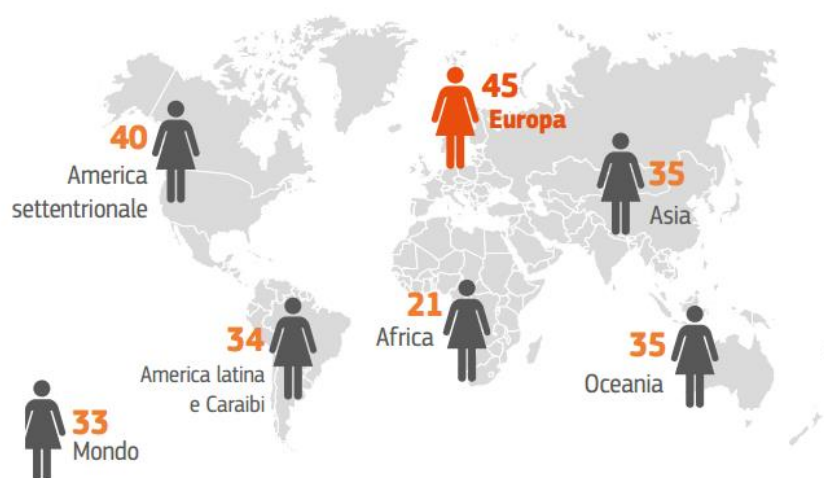 45
Europa
40
America
settentrionale
35
Asia
21
Africa
34
America latina
e Caraibi
35
Oceania
33
Mondo